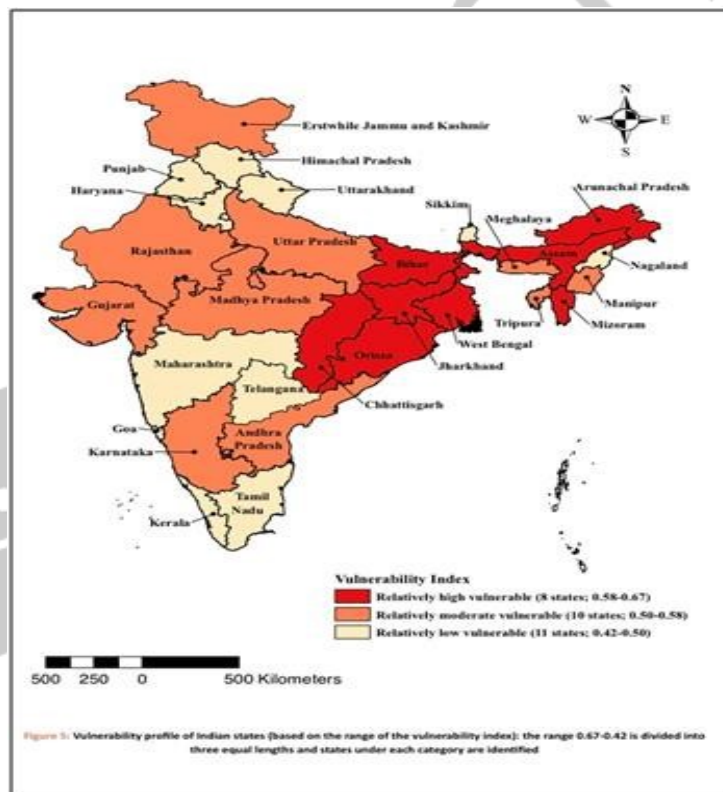 N
W E
S
Erstwhile Jammu and Kashmir
Himachal Pradesh
Punjab
Haryana
Uttarakhand
Arunachal Pradesh
Sikkim
Meghalaya
Rajasthan
Uttar Pradesh
Bihar
Assam
Nagaland
Gujarat
Madhya Pradesh
Manipur
Tripura
Mizoram
West Bengal
Orissa
Jharkhand
Maharashtra
Telangana
Chhattisgarh
Goa
Andhra
Pradesh
Karnataka
Tamil
Nadu
Kerala
Vulnerability Index
Relatively high vulnerable (8 states; 0.58-0.67)
Relatively moderate vulnerable (10 states; 0.50-0.58)
Relatively low vulnerable (11 states; 0.42-0.50)
500 250 0 500 Kilometers
Figure 5: Vulnerability profile of Indian states (based on the range of the vulnerability index): the range 0.67-0.42 is divided into
three equal lengths and states under each category are identified